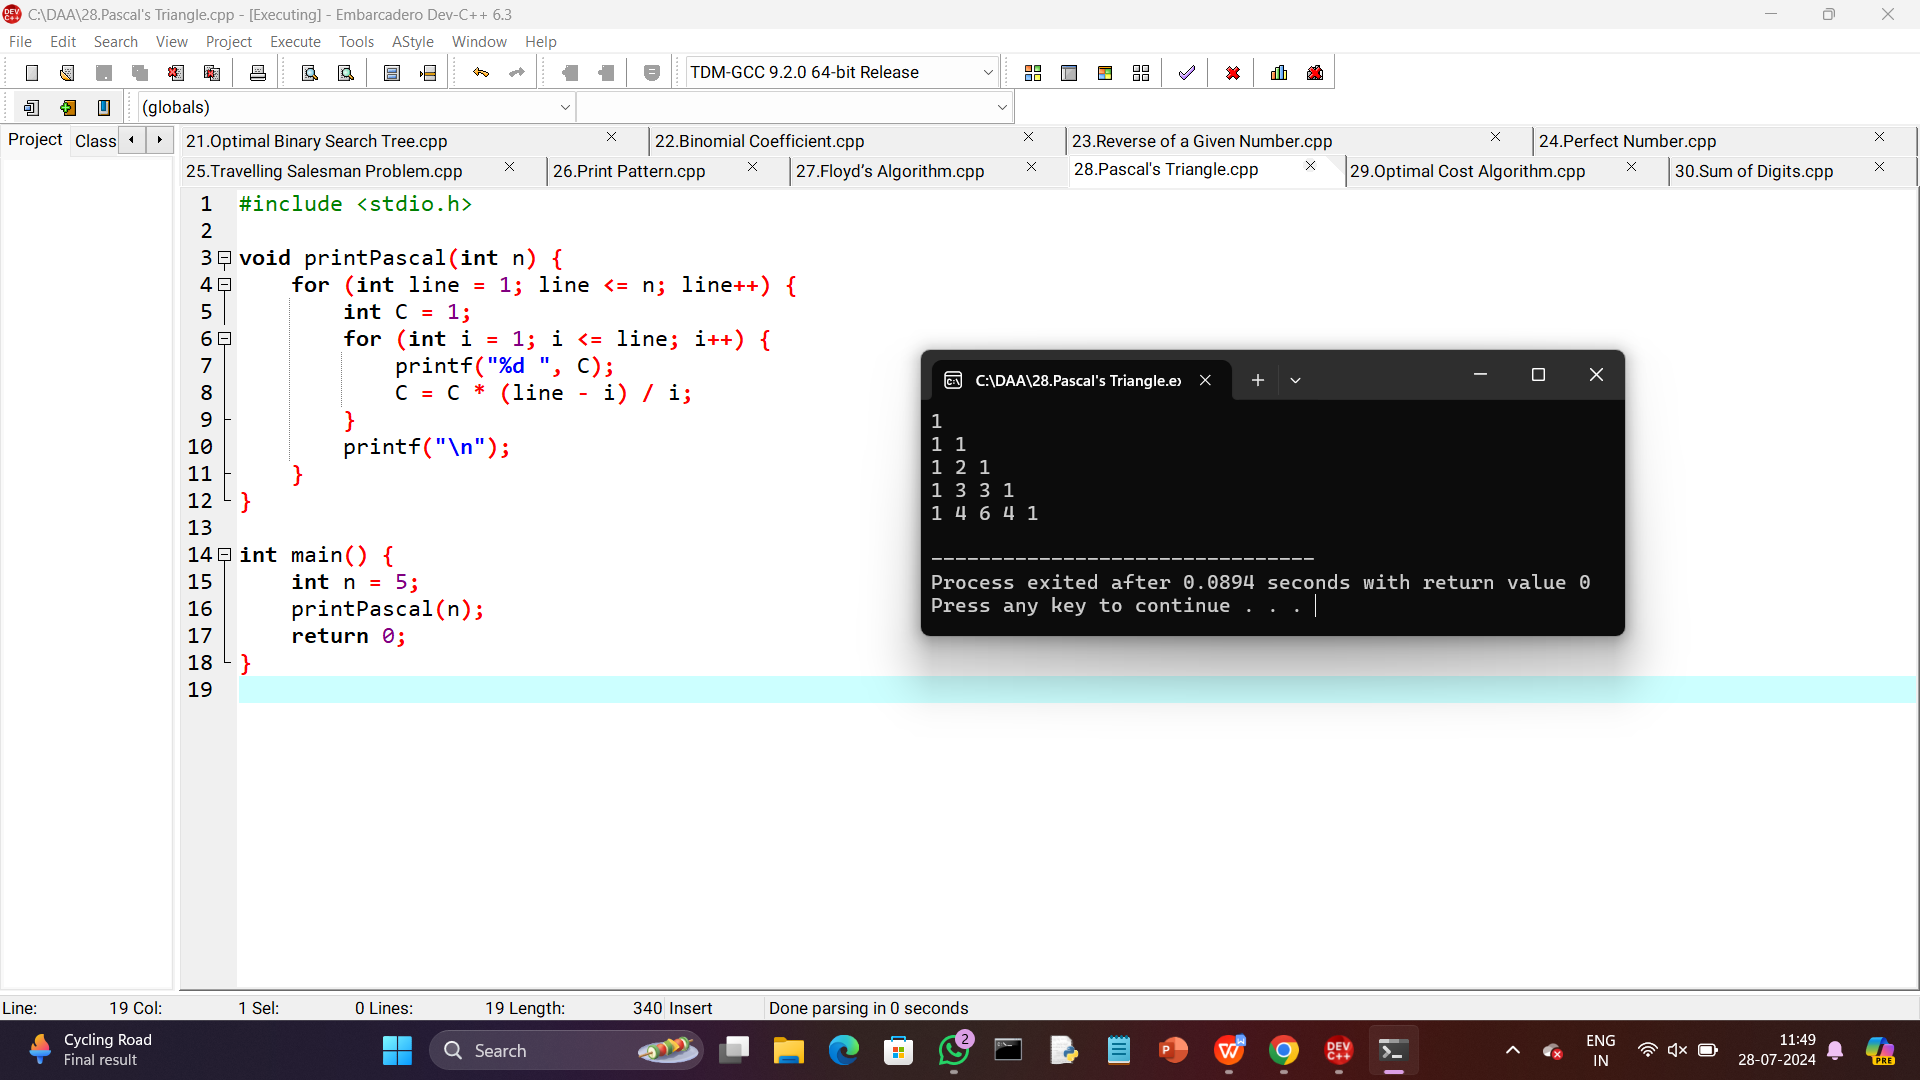 C:\DAA\28.Pascal's Triangle.cpp - [Executing] - Embarcadero Dev-C++ 6.3
File Edit Search View Project Execute Tools AStyle Window Help
TDM-GCC 9.2.0 64-bit Release
(globals)
Project Class
21.Optimal Binary Search Tree.cpp 22.Binomial Coefficient.cpp 23.Reverse of a Given Number.cpp 24.Perfect Number.cpp
25.Travelling Salesman Problem.cpp 26.Print Pattern.cpp 27.Floyd’s Algorithm.cpp 28.Pascal's Triangle.cpp 29.Optimal Cost Algorithm.cpp 30.Sum of Digits.cpp
1 #include <stdio.h>
2
3 void printPascal(int n) {
4 for (int line = 1; line <= n; line++) {
5 int C = 1;
6 for (int i = 1; i <= line; i++) {
7 printf("%d ", C);
8 C = C * (line - i) / i;
9 }
10 printf("\n");
11 }
12 }
13
14 int main() {
15 int n = 5;
16 printPascal(n);
17 return 0;
18 }
19
C:\DAA\28.Pascal's Triangle.ex
1
1 1
1 2 1
1 3 3 1
1 4 6 4 1
--------------------------------
Process exited after 0.0894 seconds with return value 0
Press any key to continue . . .
Line: 19 Col: 1 Sel: 0 Lines: 19 Length: 340 Insert Done parsing in 0 seconds
Cycling Road
Final result
Search
2
DEV C++
ENG
IN
11:49
28-07-2024
PRE